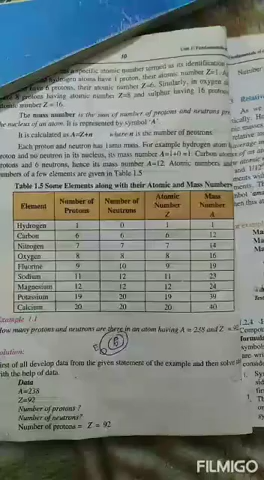 16
Unit 1: Fundamentals
a specific atomic number termed as its identification
hydrogen atoms have 1 proton, their atomic number Z=1.
have 6 protons, their atomic number Z=6. Similarly, in oxygen
8 protons having atomic number Z=8 and sulphur having 16 protons
atomic number Z = 16.
The mass number is the sum of number of protons and neutrons
the nucleus of an atom. It is represented by symbol 'A'.
It is calculated as A=Z+n where n is the number of neutrons.
Each proton and neutron has 1amu mass. For example hydrogen atom
proton and no neutron in its nucleus, its mass number A=1+0 =1. Carbon atom
protons and 6 neutrons, hence its mass number A=12. Atomic numbers
numbers of a few elements are given in Table 1.5
Table 1.5 Some Elements along with their Atomic and Mass Numbers
Element Number of Protons Number of Neutrons Atomic Number Z Mass Number A
Hydrogen 1 0 1 1
Carbon 6 6 6 12
Nitrogen 7 7 7 14
Oxygen 8 8 8 16
Fluorine 9 10 9 19
Sodium 11 12 11 23
Magnesium 12 12 12 24
Potassium 19 20 19 39
Calcium 20 20 20 40
Example 1.1
How many protons and neutrons are there in an atom having A = 238 and Z = 92
olution:
irst of all develop data from the given statement of the example and then solve
with the help of data.
Data
A=238
Z=92
Number of protons ?
Number of neutrons?
Number of protons = Z = 92
Number
FILMIGO